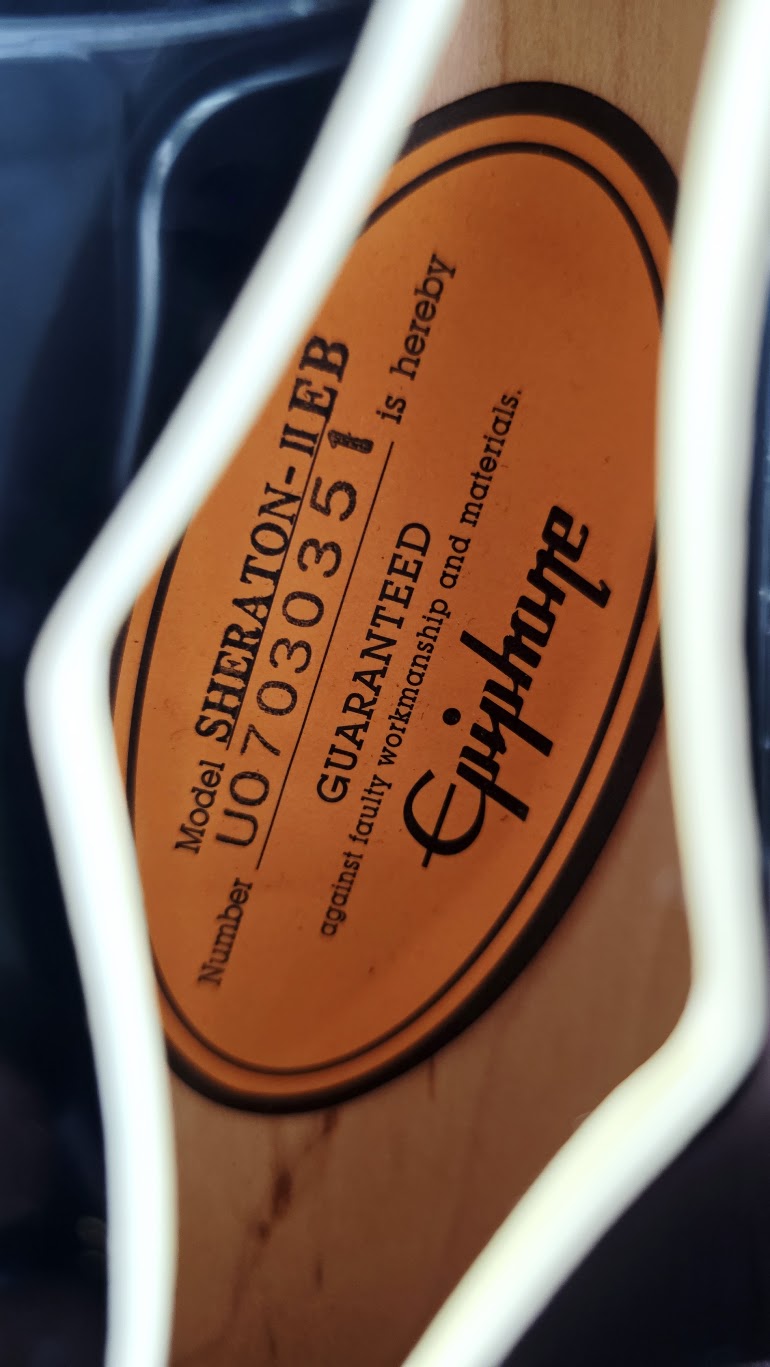 Model SHERATON-II EB
Number U07030351 is hereby
GUARANTEED
against faulty workmanship and materials.
Epiphone